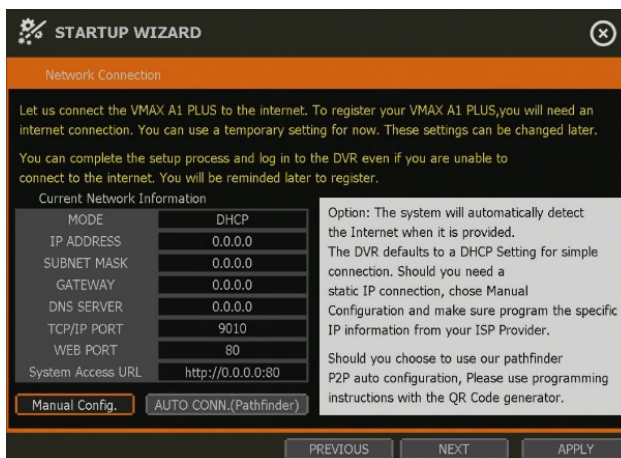 STARTUP WIZARD
Network Connection
Let us connect the VMAX A1 PLUS to the internet. To register your VMAX A1 PLUS,you will need an
internet connection. You can use a temporary setting for now. These settings can be changed later.
You can complete the setup process and log in to the DVR even if you are unable to
connect to the internet. You will be reminded later to register.
Current Network Information
MODE DHCP
IP ADDRESS 0.0.0.0
SUBNET MASK 0.0.0.0
GATEWAY 0.0.0.0
DNS SERVER 0.0.0.0
TCP/IP PORT 9010
WEB PORT 80
System Access URL http://0.0.0.0:80
Option: The system will automatically detect
the Internet when it is provided.
The DVR defaults to a DHCP Setting for simple
connection. Should you need a
static IP connection, chose Manual
Configuration and make sure program the specific
IP information from your ISP Provider.
Should you choose to use our pathfinder
P2P auto configuration, Please use programming
instructions with the QR Code generator.
Manual Config. AUTO CONN.(Pathfinder)
PREVIOUS NEXT APPLY